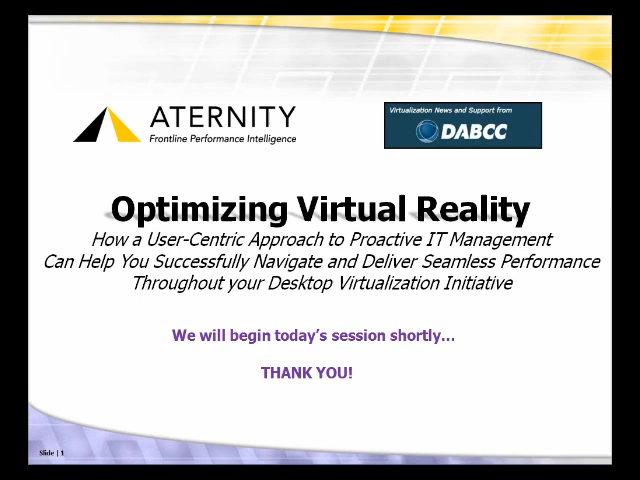 ATERNITY
Frontline Performance Intelligence
Virtualization News and Support from
DABCC
Optimizing Virtual Reality
How a User-Centric Approach to Proactive IT Management
Can Help You Successfully Navigate and Deliver Seamless Performance
Throughout your Desktop Virtualization Initiative
We will begin today's session shortly...
THANK YOU!
Slide | 1